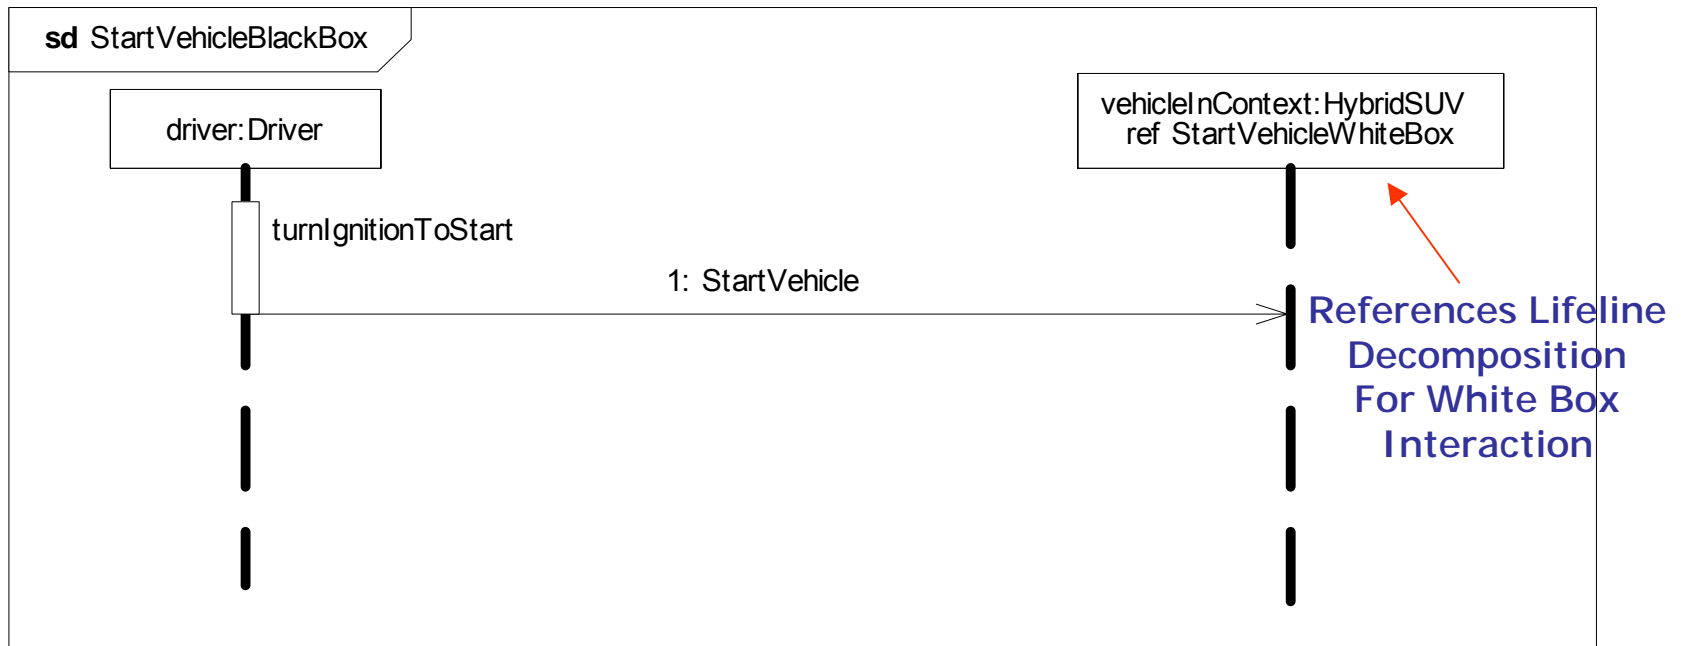 sd StartVehicleBlackBox
driver:Driver
vehicleInContext:HybridSUV
ref StartVehicleWhiteBox
turnIgnitionToStart
1: StartVehicle
References Lifeline
Decomposition
For White Box
Interaction